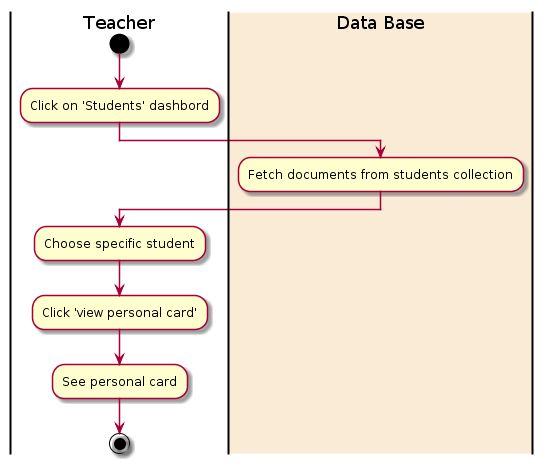 Teacher
Data Base
Click on 'Students' dashbord
Fetch documents from students collection
Choose specific student
Click 'view personal card'
See personal card